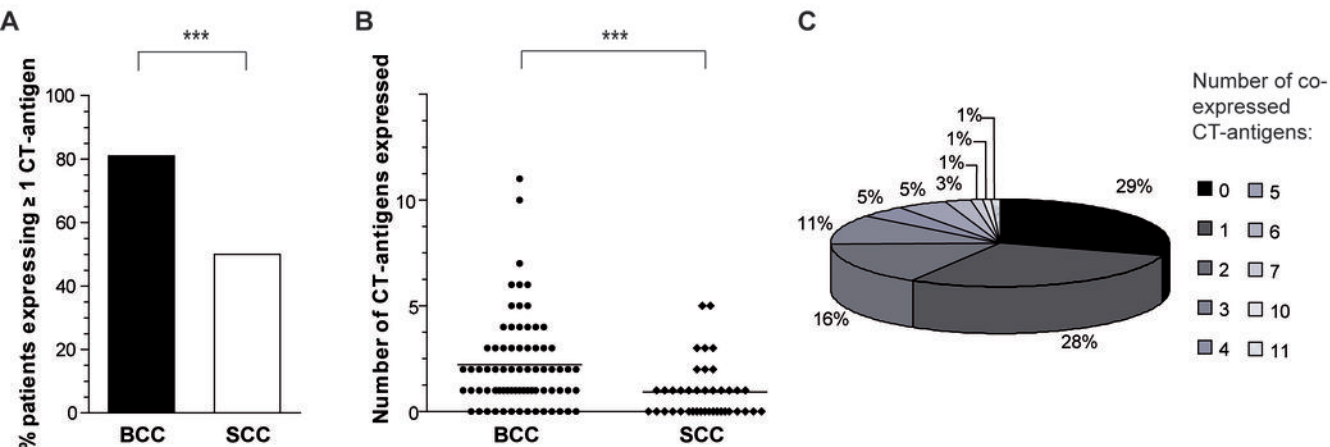 A
***
% patients expressing ≥ 1 CT-antigen
100
80
60
40
20
0
BCC SCC
B
***
Number of CT-antigens expressed
10
5
0
BCC SCC
C
1%
1%
1%
3%
5%
5%
11%
16%
28%
29%
Number of co-
expressed
CT-antigens:
0 5
1 6
2 7
3 10
4 11